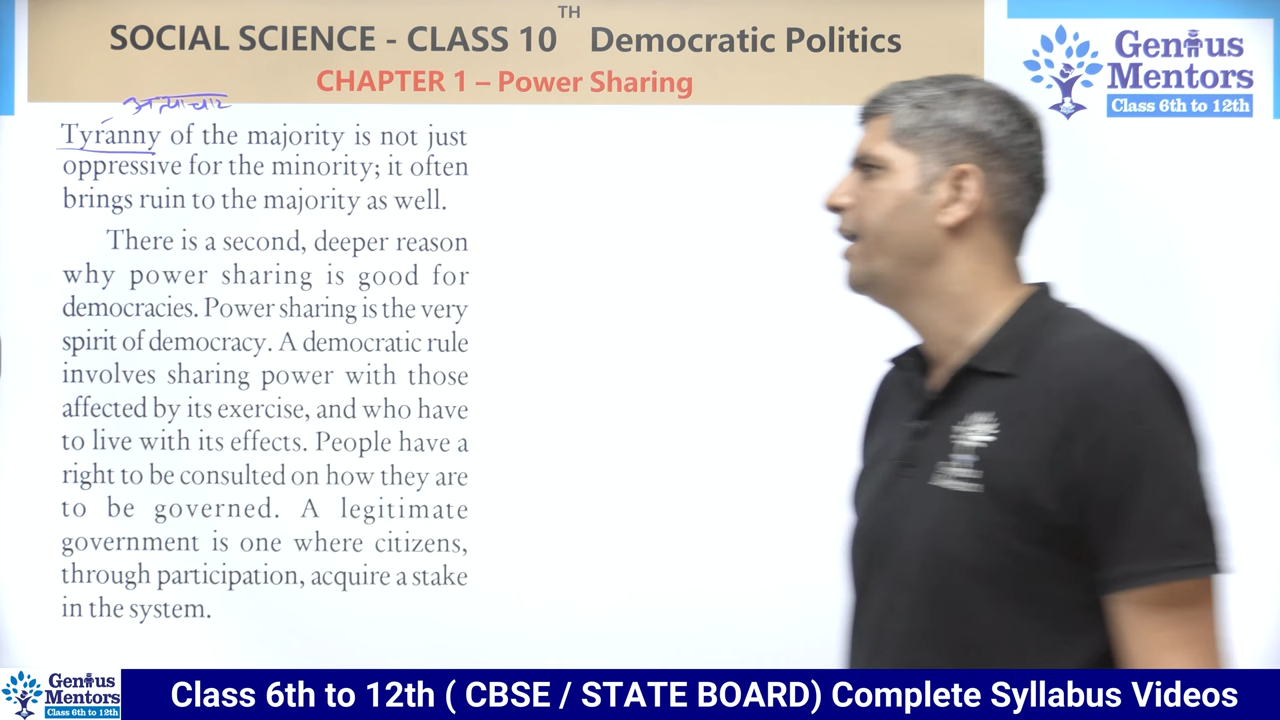 TH
SOCIAL SCIENCE - CLASS 10 Democratic Politics
CHAPTER 1 – Power Sharing
Genius
Mentors
Class 6th to 12th
अत्याचार
Tyranny of the majority is not just
oppressive for the minority; it often
brings ruin to the majority as well.
There is a second, deeper reason
why power sharing is good for
democracies. Power sharing is the very
spirit of democracy. A democratic rule
involves sharing power with those
affected by its exercise, and who have
to live with its effects. People have a
right to be consulted on how they are
to be governed. A legitimate
government is one where citizens,
through participation, acquire a stake
in the system.
Genius
Mentors
Class 6th to 12th
Class 6th to 12th ( CBSE / STATE BOARD) Complete Syllabus Videos